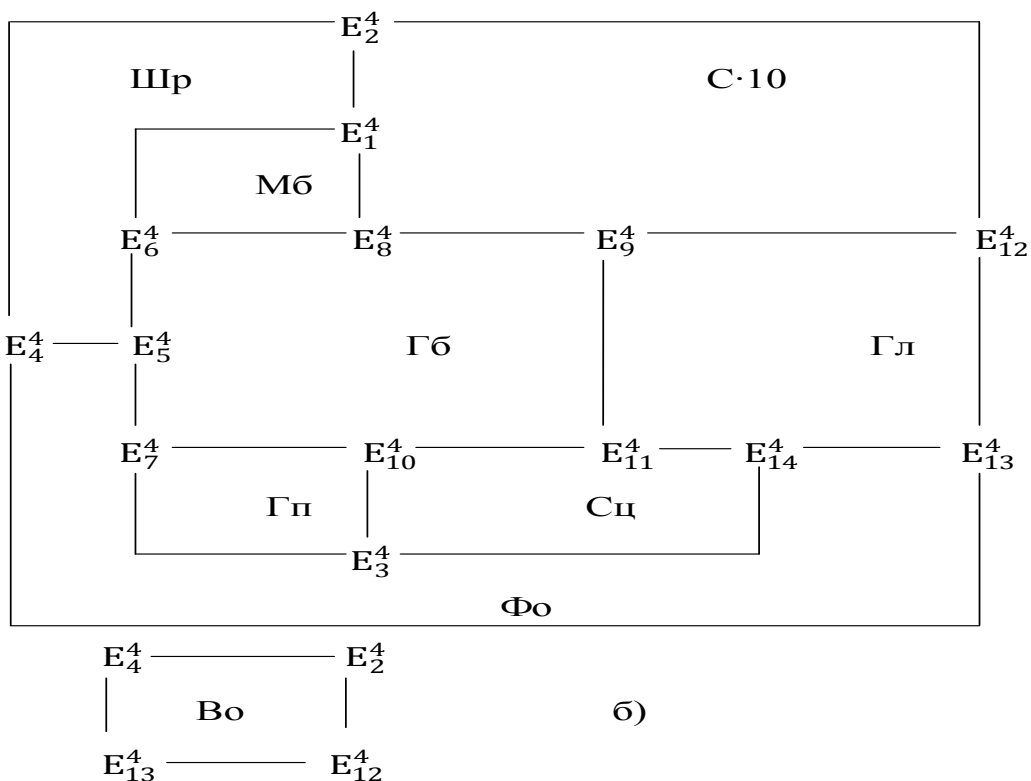 E₂⁴
Шр С·10
E₁⁴
Мб
E₆⁴ E₈⁴ E₉⁴ E₁₂⁴
E₄⁴ E₅⁴ Гб Гл
E₇⁴ E₁₀⁴ E₁₁⁴ E₁₄⁴ E₁₃⁴
Гп Сц
E₃⁴
Фо
E₄⁴ E₂⁴
Во б)
E₁₃⁴ E₁₂⁴